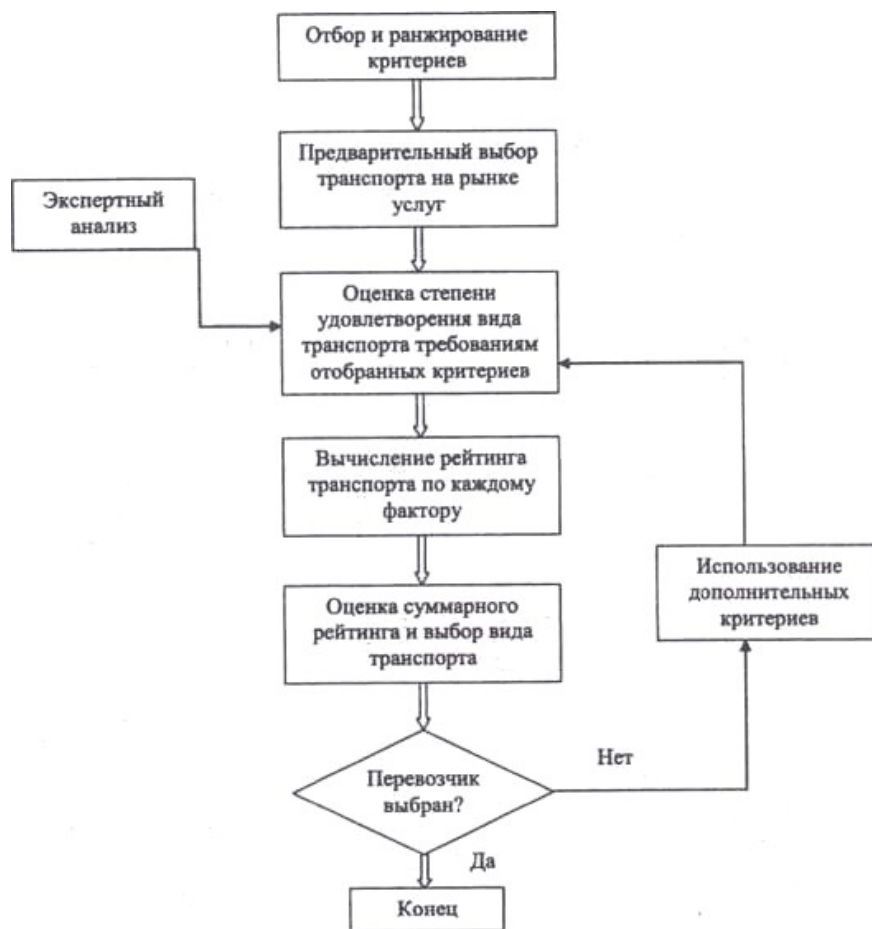 Отбор и ранжирование
критериев
Предварительный выбор
транспорта на рынке
услуг
Экспертный
анализ
Оценка степени
удовлетворения вида
транспорта требованиям
отобранных критериев
Вычисление рейтинга
транспорта по каждому
фактору
Использование
дополнительных
критериев
Оценка суммарного
рейтинга и выбор вида
транспорта
Нет
Перевозчик
выбран?
Да
Конец